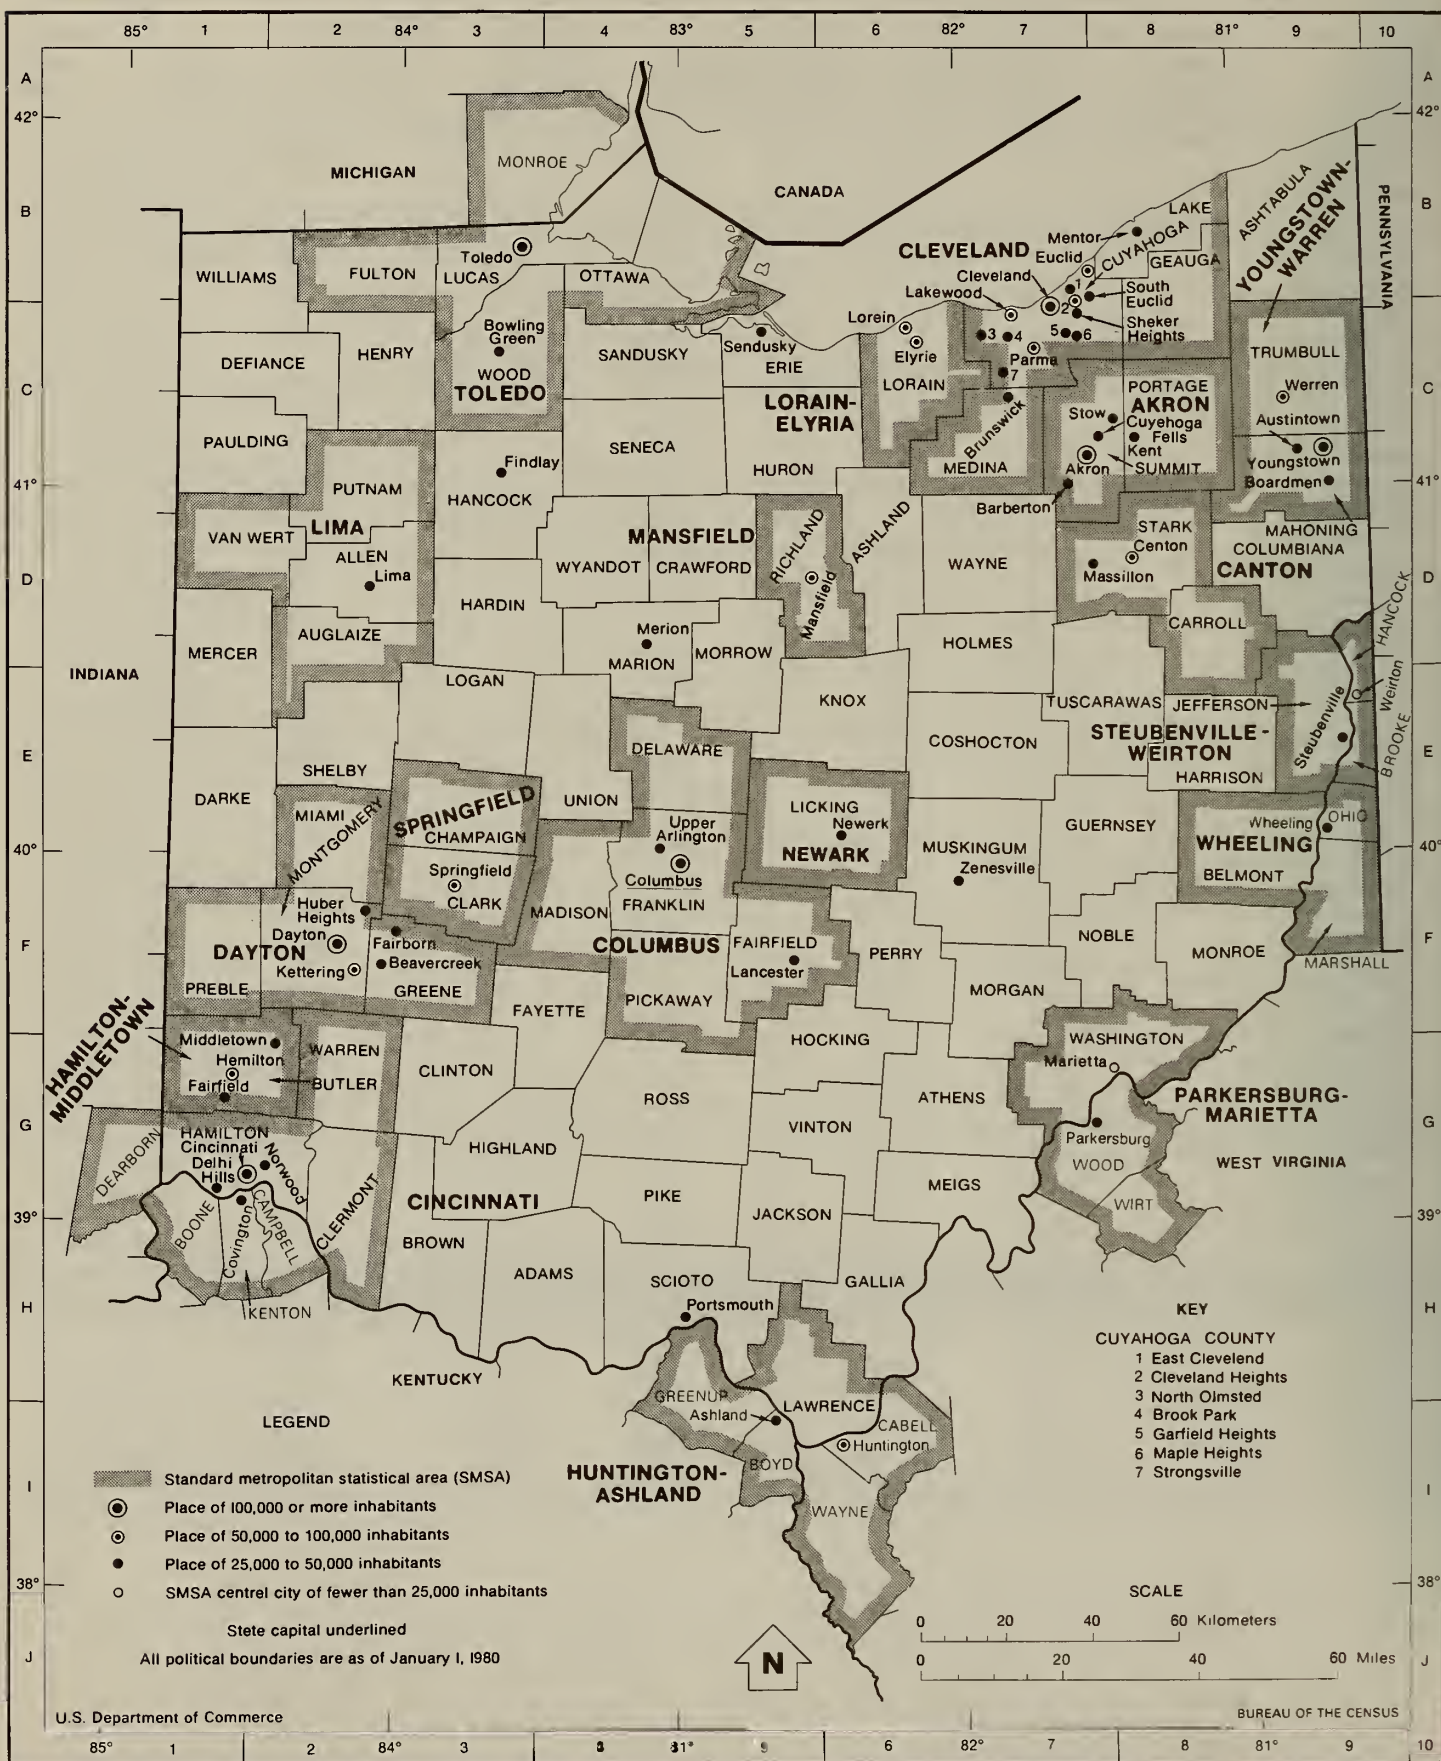 85° 1 2 84° 3 4 83° 5 6 82° 7 8 81° 9 10
A
A
42°
42°
MONROE
MICHIGAN
CANADA
B
B
PENNSYLVANIA
ASHTABULA
YOUNGSTOWN-
WARREN
LAKE
Mentor
CUYAHOGA
CLEVELAND
Euclid
GEAUGA
Toledo
Cleveland
WILLIAMS
FULTON
LUCAS
OTTAWA
1
South
Euclid
Lakewood
2
Lorein
Sheker
Heights
Bowling
Green
Sendusky
3
4
5
6
Elyrie
Parma
DEFIANCE
HENRY
SANDUSKY
ERIE
TRUMBULL
WOOD
7
LORAIN
PORTAGE
Werren
TOLEDO
C
C
LORAIN-
ELYRIA
AKRON
Stow
Cuyehoga
Fells
Austintown
PAULDING
Brunswick
SENECA
Kent
Findlay
HURON
MEDINA
Akron
SUMMIT
Youngstown
Boardmen
41°
41°
PUTNAM
HANCOCK
Barberton
VAN WERT
LIMA
MANSFIELD
RICHLAND
ASHLAND
STARK
MAHONING
ALLEN
Centon
COLUMBIANA
WYANDOT
CRAWFORD
WAYNE
CANTON
Lima
Massillon
D
D
Mansfield
HARDIN
HANCOCK
AUGLAIZE
Merion
CARROLL
MERCER
MARION
MORROW
HOLMES
INDIANA
LOGAN
KNOX
TUSCARAWAS
JEFFERSON
Weirton
STEUBENVILLE-
WEIRTON
Steubenville
DELAWARE
COSHOCTON
E
E
BROOKE
SHELBY
HARRISON
DARKE
MIAMI
SPRINGFIELD
UNION
LICKING
CHAMPAIGN
Upper
Arlington
Newerk
GUERNSEY
Wheeling
OHIO
MONTGOMERY
NEWARK
MUSKINGUM
WHEELING
40°
40°
Springfield
Columbus
Zenesville
BELMONT
Huber
Heights
CLARK
MADISON
FRANKLIN
Dayton
Fairborn
NOBLE
F
F
DAYTON
COLUMBUS
FAIRFIELD
PERRY
MONROE
Kettering
Beavercreek
Lancester
MARSHALL
PREBLE
GREENE
PICKAWAY
MORGAN
HAMILTON-
MIDDLETOWN
FAYETTE
Middletown
WARREN
HOCKING
WASHINGTON
Hemilton
BUTLER
CLINTON
Marietta
Fairfield
ROSS
ATHENS
PARKERSBURG-
MARIETTA
G
G
HAMILTON
VINTON
Parkersburg
DEARBORN
Cincinnati
HIGHLAND
WOOD
WEST VIRGINIA
Delhi
Hills
Norwood
CINCINNATI
PIKE
MEIGS
WIRT
CLERMONT
JACKSON
39°
39°
BOONE
Covington
CAMPBELL
BROWN
ADAMS
SCIOTO
GALLIA
KENTON
Portsmouth
H
H
KEY
CUYAHOGA COUNTY
1 East Clevelend
2 Cleveland Heights
3 North Olmsted
4 Brook Park
5 Garfield Heights
6 Maple Heights
7 Strongsville
KENTUCKY
GREENUP
LAWRENCE
Ashland
CABELL
Huntington
BOYD
HUNTINGTON-
ASHLAND
WAYNE
I
I
LEGEND
Standard metropolitan statistical area (SMSA)
Place of 100,000 or more inhabitants
Place of 50,000 to 100,000 inhabitants
Place of 25,000 to 50,000 inhabitants
SMSA centrel city of fewer than 25,000 inhabitants
38°
38°
Stete capital underlined
All political boundaries are as of January 1, 1980
SCALE
0 20 40 60 Kilometers
0 20 40 60 Miles
N
J
J
U.S. Department of Commerce
BUREAU OF THE CENSUS
85° 1 2 84° 3 6 82° 7 8 81° 9 10